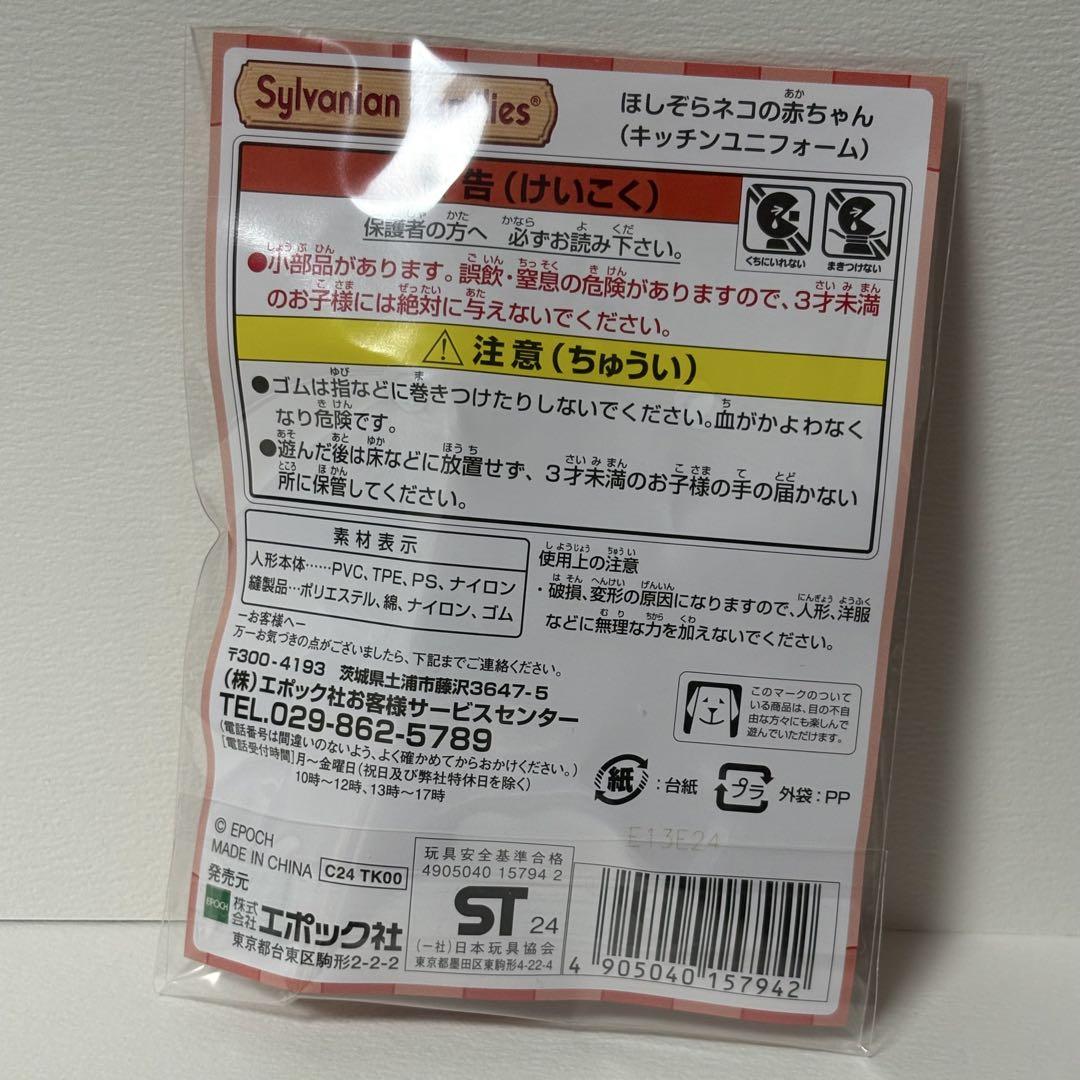 Sylvanian Families®
ほしぞらネコの赤ちゃん
(キッチンユニフォーム)
告(けいこく)
保護者の方へ 必ずお読み下さい。
くちにいれない
まきつけない
●小部品があります。誤飲・窒息の危険がありますので、3才未満
のお子様には絶対に与えないでください。
注意(ちゅうい)
●ゴムは指などに巻きつけたりしないでください。血がかよわなく
なり危険です。
●遊んだ後は床などに放置せず、3才未満のお子様の手の届かない
所に保管してください。
素材表示
人形本体……PVC、TPE、PS、ナイロン
縫製品…ポリエステル、綿、ナイロン、ゴム
使用上の注意
・破損、変形の原因になりますので、人形、洋服
などに無理な力を加えないでください。
−お客様へ−
万一お気づきの点がございましたら、下記までご連絡ください。
〒300-4193 茨城県土浦市藤沢3647-5
(株)エポック社お客様サービスセンター
TEL.029-862-5789
(電話番号は間違いのないよう、よく確かめてからおかけください。)
[電話受付時間]月〜金曜日(祝日及び弊社特休日を除く)
10時〜12時、13時〜17時
このマークのついて
いる商品は、目の不自
由な方々にも楽しんで
遊んでいただけます。
紙:台紙
プラ 外袋:PP
E13E24
© EPOCH
MADE IN CHINA C24 TK00
発売元
EPOCH 株式会社エポック社
東京都台東区駒形2-2-2
玩具安全基準合格
4905040 15794 2
ST 24
(一社)日本玩具協会
東京都墨田区東駒形4-22-4
4 905040 157942